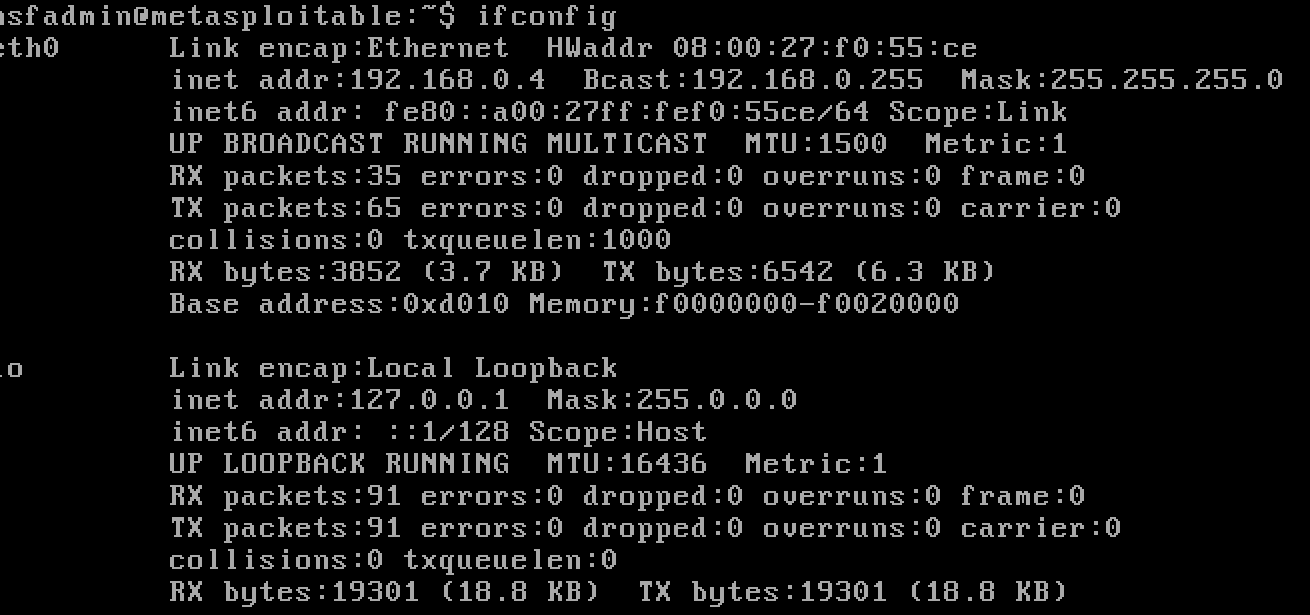 msfadmin@metasploitable:~$ ifconfig
eth0 Link encap:Ethernet HWaddr 08:00:27:f0:55:ce
inet addr:192.168.0.4 Bcast:192.168.0.255 Mask:255.255.255.0
inet6 addr: fe80::a00:27ff:fef0:55ce/64 Scope:Link
UP BROADCAST RUNNING MULTICAST MTU:1500 Metric:1
RX packets:35 errors:0 dropped:0 overruns:0 frame:0
TX packets:65 errors:0 dropped:0 overruns:0 carrier:0
collisions:0 txqueuelen:1000
RX bytes:3852 (3.7 KB) TX bytes:6542 (6.3 KB)
Base address:0xd010 Memory:f0000000-f0020000
lo Link encap:Local Loopback
inet addr:127.0.0.1 Mask:255.0.0.0
inet6 addr: ::1/128 Scope:Host
UP LOOPBACK RUNNING MTU:16436 Metric:1
RX packets:91 errors:0 dropped:0 overruns:0 frame:0
TX packets:91 errors:0 dropped:0 overruns:0 carrier:0
collisions:0 txqueuelen:0
RX bytes:19301 (18.8 KB) TX bytes:19301 (18.8 KB)